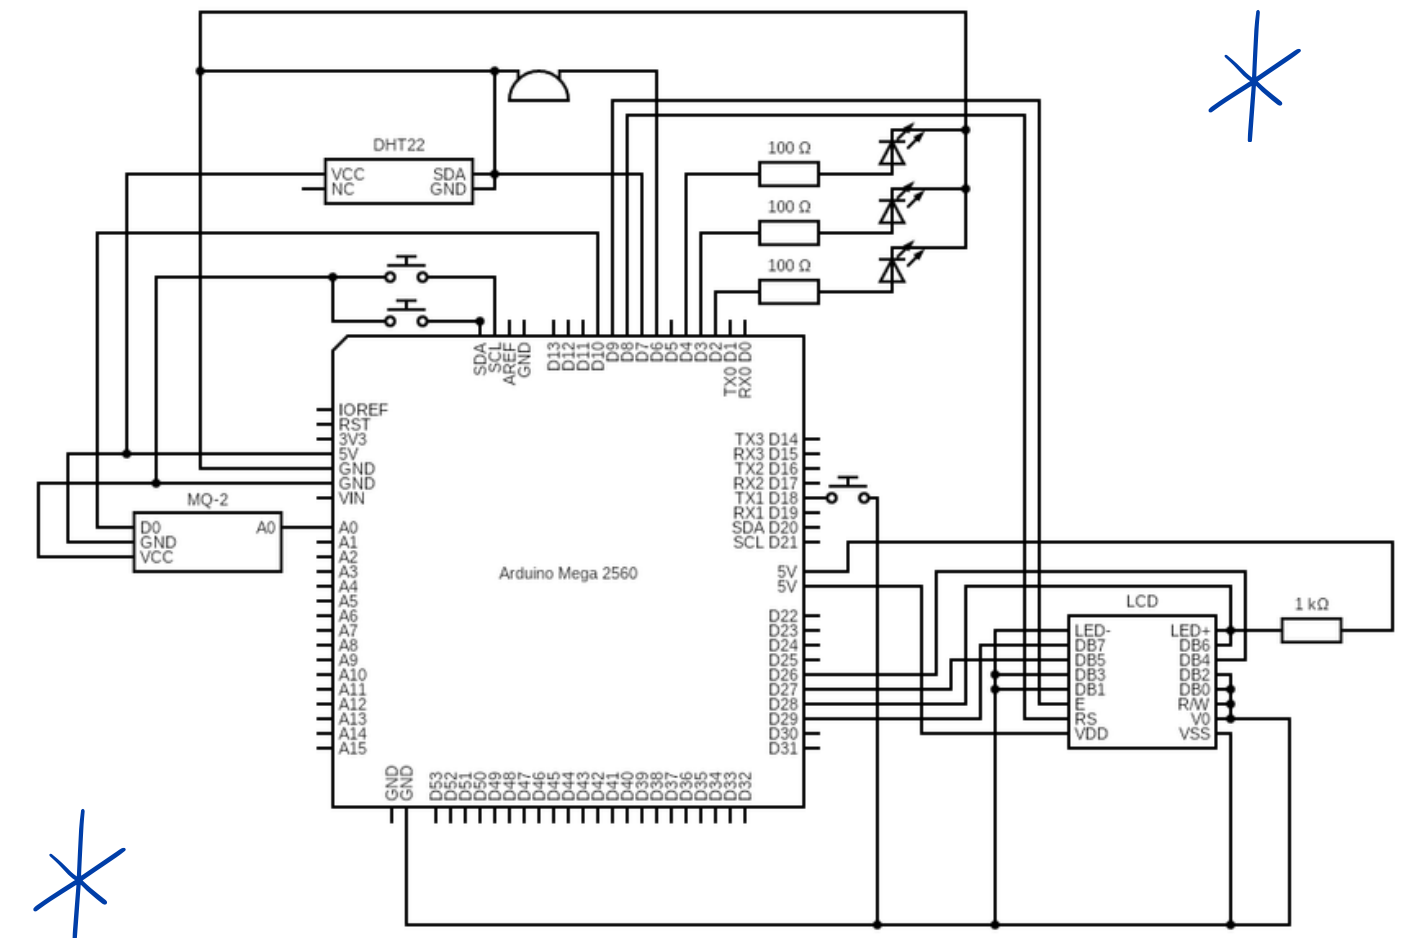 DHT22
VCC SDA
NC GND
100 Ω
100 Ω
100 Ω
SDA SCL AREF GND D13 D12 D11 D10 D9 D8 D7 D6 D5 D4 D3 D2 TX0 D1 RX0 D0
IOREF
RST
3V3
5V
GND
GND
VIN
A0
A1
A2
A3
A4
A5
A6
A7
A8
A9
A10
A11
A12
A13
A14
A15
MQ-2
D0 A0
GND
VCC
Arduino Mega 2560
TX3 D14
RX3 D15
TX2 D16
RX2 D17
TX1 D18
RX1 D19
SDA D20
SCL D21
5V
5V
D22
D23
D24
D25
D26
D27
D28
D29
D30
D31
LCD
LED- LED+
DB7 DB6
DB5 DB4
DB3 DB2
DB1 DB0
E R/W
RS V0
VDD VSS
1 kΩ
GND GND D53 D52 D51 D50 D49 D48 D47 D46 D45 D44 D43 D42 D41 D40 D39 D38 D37 D36 D35 D34 D33 D32